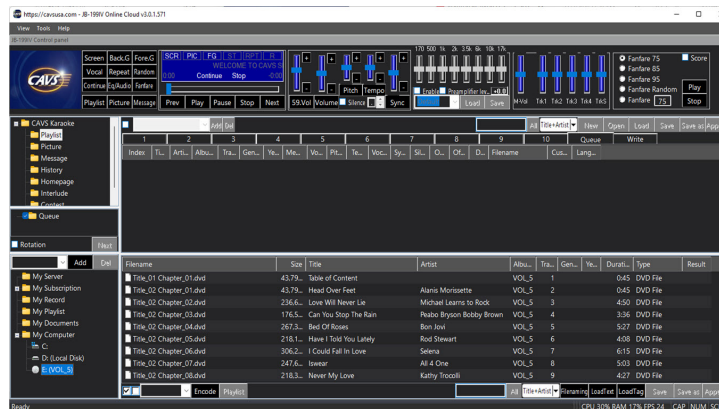 https://cavsusa.com - JB-199IV Online Cloud v3.0.1.571
View Tools Help
JB-199IV Control panel
CAVS
Screen Back.G Fore.G
Vocal Repeat Random
Continue Eq/Audio Fanfare
Playlist Picture Message
SCR PIC FG ST RPT R
WELCOME TO CAVS S
0:00 Continue Stop -0:00
Prev Play Pause Stop Next
Pitch Tempo
S9.Vol Volume Silence Sync
170 500 1k 2k 3.5k 6k 10k 17k
Enable Preamplifier lev.. +0.0
Load Save
M-Vol Trk1 Trk2 Trk3 Trk4 Trk5
Fanfare 75
Fanfare 85
Fanfare 95
Fanfare Random
Fanfare 75
Score
Play
Stop
CAVS Karaoke
Playlist
Picture
Message
History
Homepage
Interlude
Contest
Queue
Rotation Next
Add Del
All Title+Artist New Open Load Save Save as Appe
1 2 3 4 5 6 7 8 9 10 Queue Write
Index Ti... Arti... Albu... Tra... Gen... Ye... Me... Vo... Pit... Te... Voc... Sy... Sil... O... Of... D... Filename Cus... Lang...
Add Del
My Server
My Subscription
My Record
My Playlist
My Documents
My Computer
C:
D: (Local Disk)
E: (VOL_5)
Filename Size Title Artist Albu... Tra... Gen... Ye... Durati... Type Result
Title_01 Chapter_01.dvd 43,79... Table of Content VOL_5 1 0:45 DVD File
Title_02 Chapter_01.dvd 43,79... Head Over Feet Alanis Morissette VOL_5 2 0:45 DVD File
Title_02 Chapter_02.dvd 236,6... Love Will Never Lie Michael Learns to Rock VOL_5 3 4:50 DVD File
Title_02 Chapter_03.dvd 176,5... Can You Stop The Rain Peabo Bryson Bobby Brown VOL_5 4 3:36 DVD File
Title_02 Chapter_04.dvd 267,3... Bed Of Roses Bon Jovi VOL_5 5 5:27 DVD File
Title_02 Chapter_05.dvd 218,1... Have I Told You Lately Rod Stewart VOL_5 6 4:08 DVD File
Title_02 Chapter_06.dvd 306,2... I Could Fall In Love Selena VOL_5 7 6:15 DVD File
Title_02 Chapter_07.dvd 247,6... Iswear All 4 One VOL_5 8 5:03 DVD File
Title_02 Chapter_08.dvd 218,3... Never My Love Kathy Trocolli VOL_5 9 4:27 DVD File
Encode Playlist
All Title+Artist Filenaming LoadText LoadTag Save Save as Appe
Ready
CPU 30% RAM 17% FPS 24 CAP NUM SC